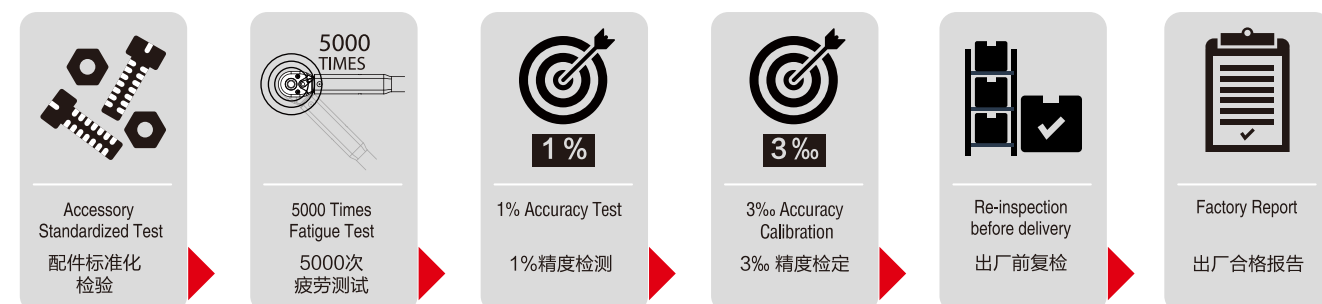 Accessory
Standardized Test
配件标准化
检验
5000
TIMES
5000 Times
Fatigue Test
5000次
疲劳测试
1%
1% Accuracy Test
1%精度检测
3‰
3‰ Accuracy
Calibration
3‰ 精度检定
Re-inspection
before delivery
出厂前复检
Factory Report
出厂合格报告